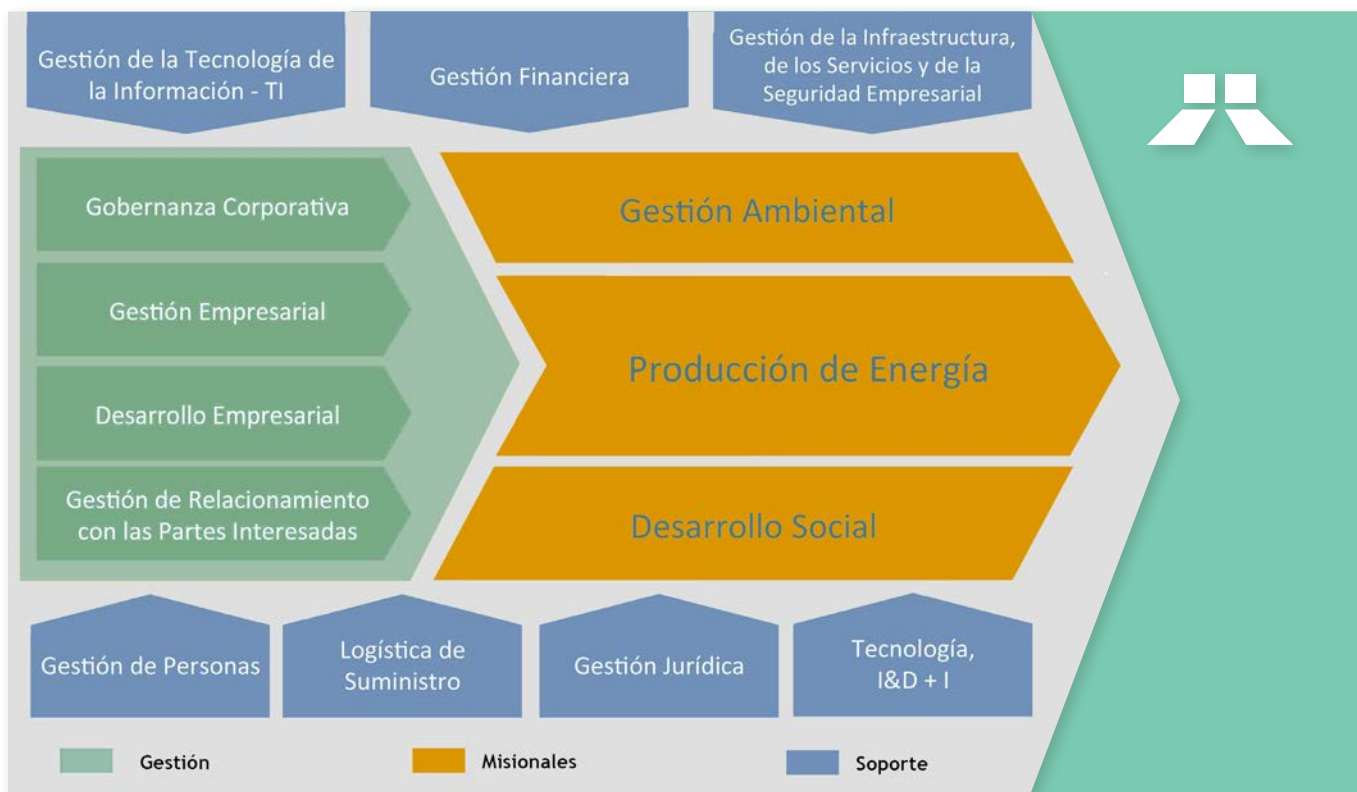 Gestión de la Tecnología de
la Información - TI
Gestión Financiera
Gestión de la Infraestructura,
de los Servicios y de la
Seguridad Empresarial
Gobernanza Corporativa
Gestión Empresarial
Desarrollo Empresarial
Gestión de Relacionamiento
con las Partes Interesadas
Gestión Ambiental
Producción de Energía
Desarrollo Social
Gestión de Personas
Logística de
Suministro
Gestión Jurídica
Tecnología,
I&D + I
Gestión
Misionales
Soporte